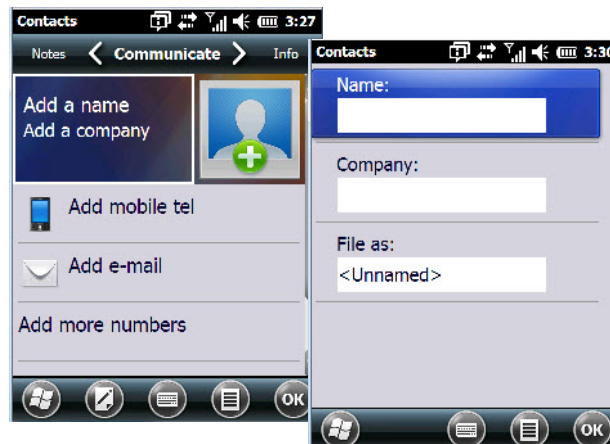 Contacts 3:27
Notes Communicate Info
Add a name
Add a company
Add mobile tel
Add e-mail
Add more numbers
OK
Contacts 3:30
Name:
Company:
File as:
<Unnamed>
OK